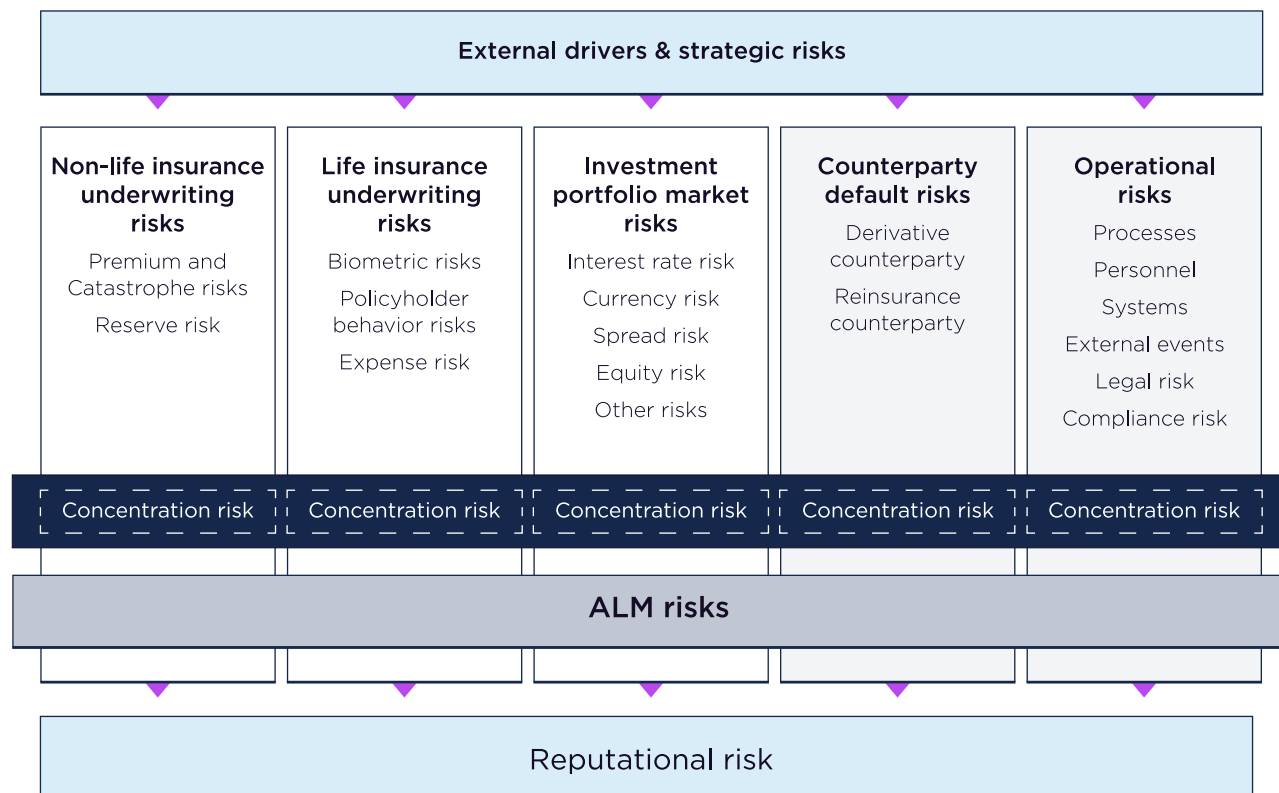 External drivers & strategic risks
Non-life insurance
underwriting
risks
Premium and
Catastrophe risks
Reserve risk
Life insurance
underwriting
risks
Biometric risks
Policyholder
behavior risks
Expense risk
Investment
portfolio market
risks
Interest rate risk
Currency risk
Spread risk
Equity risk
Other risks
Counterparty
default risks
Derivative
counterparty
Reinsurance
counterparty
Operational
risks
Processes
Personnel
Systems
External events
Legal risk
Compliance risk
Concentration risk
Concentration risk
Concentration risk
Concentration risk
Concentration risk
ALM risks
Reputational risk